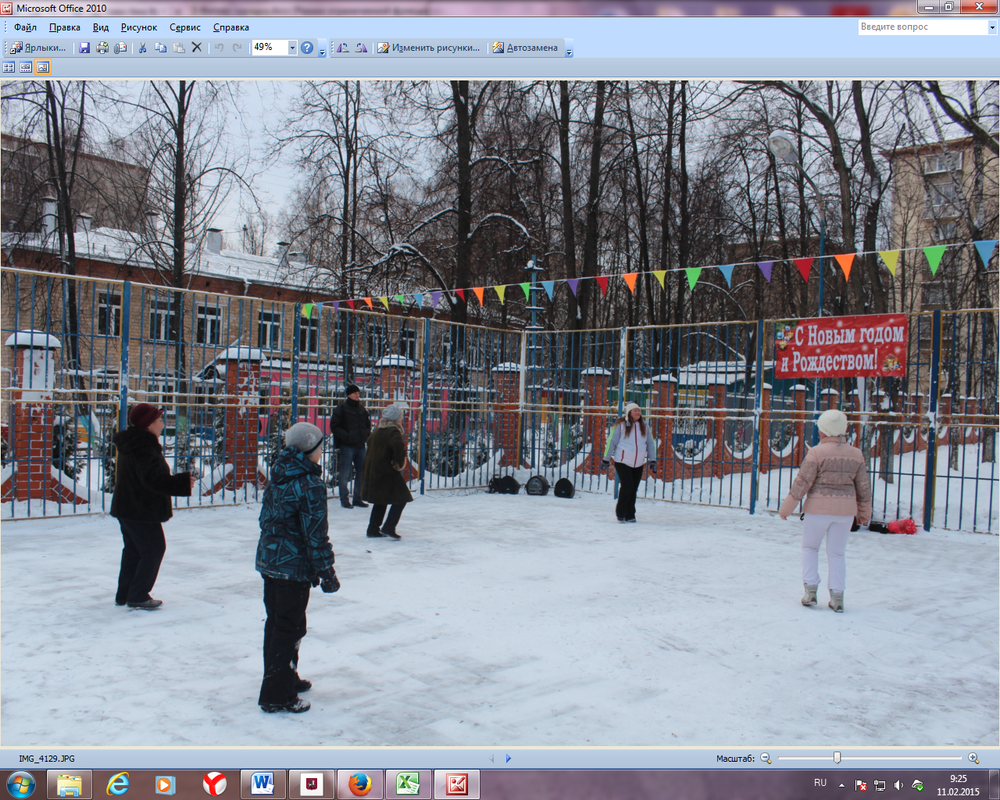 Microsoft Office 2010
Файл Правка Вид Рисунок Сервис Справка
Введите вопрос
Ярлыки... 49% Изменить рисунки... Автозамена
С Новым годом
и Рождеством!
IMG_4129.JPG
Масштаб:
RU
9:25
11.02.2015